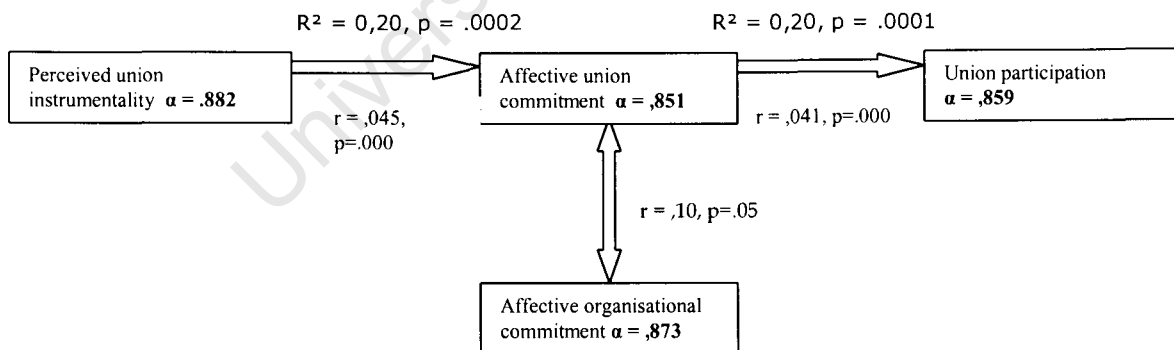 R² = 0,20, p = .0002
R² = 0,20, p = .0001
Perceived union
instrumentality α = .882
Affective union
commitment α = ,851
Union participation
α = ,859
r = ,045,
p=.000
r = ,041, p=.000
r = ,10, p=.05
Affective organisational
commitment α = ,873
Univers